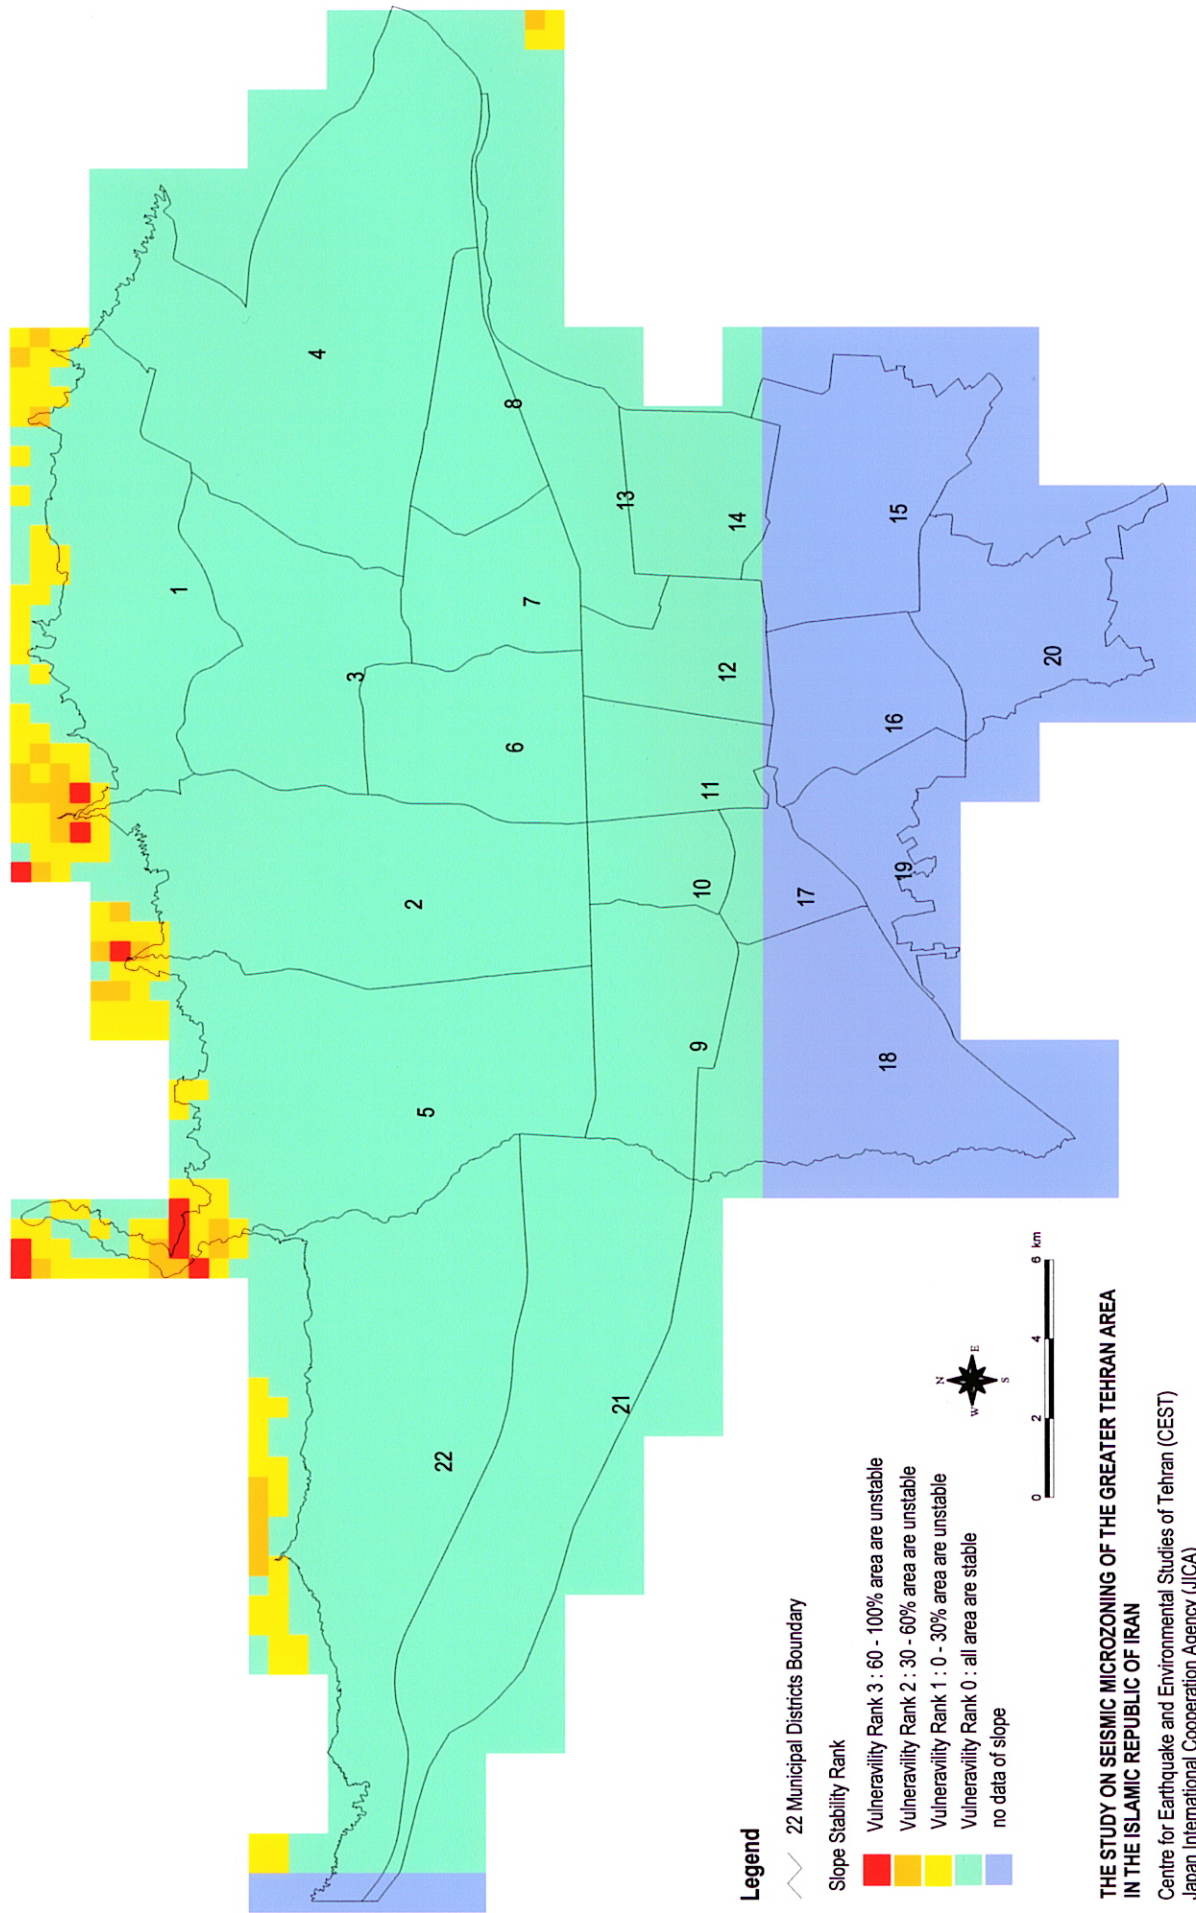 1
2
3
4
5
6
7
8
9
10
11
12
13
14
15
16
17
18
19
20
21
22
N
W
E
S
0
2
4
6
km
Legend
22 Municipal Districts Boundary
Slope Stability Rank
Vulneravility Rank 3 : 60 - 100% area are unstable
Vulneravility Rank 2 : 30 - 60% area are unstable
Vulneravility Rank 1 : 0 - 30% area are unstable
Vulneravility Rank 0 : all area are stable
no data of slope
THE STUDY ON SEISMIC MICROZONING OF THE GREATER TEHRAN AREA
IN THE ISLAMIC REPUBLIC OF IRAN
Centre for Earthquake and Environmental Studies of Tehran (CEST)
Japan International Cooperation Agency (JICA)